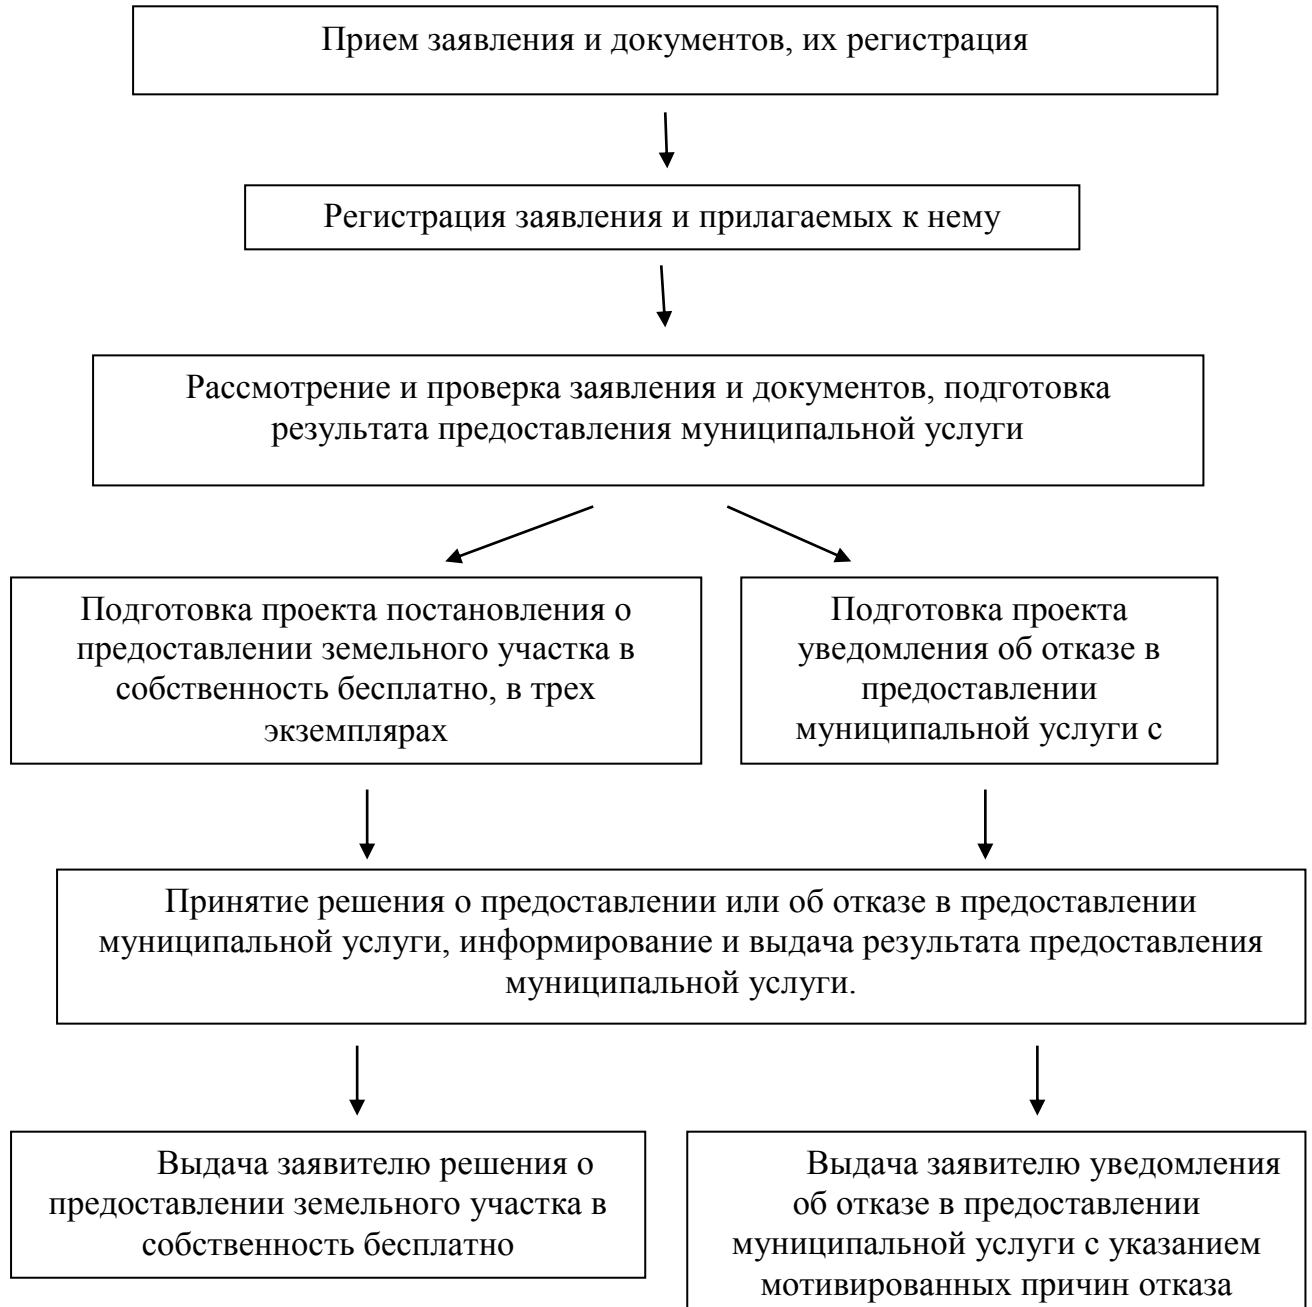 Прием заявления и документов, их регистрация
Регистрация заявления и прилагаемых к нему
Рассмотрение и проверка заявления и документов, подготовка
результата предоставления муниципальной услуги
Подготовка проекта постановления о
предоставлении земельного участка в
собственность бесплатно, в трех
экземплярах
Подготовка проекта
уведомления об отказе в
предоставлении
муниципальной услуги с
Принятие решения о предоставлении или об отказе в предоставлении
муниципальной услуги, информирование и выдача результата предоставления
муниципальной услуги.
Выдача заявителю решения о
предоставлении земельного участка в
собственность бесплатно
Выдача заявителю уведомления
об отказе в предоставлении
муниципальной услуги с указанием
мотивированных причин отказа